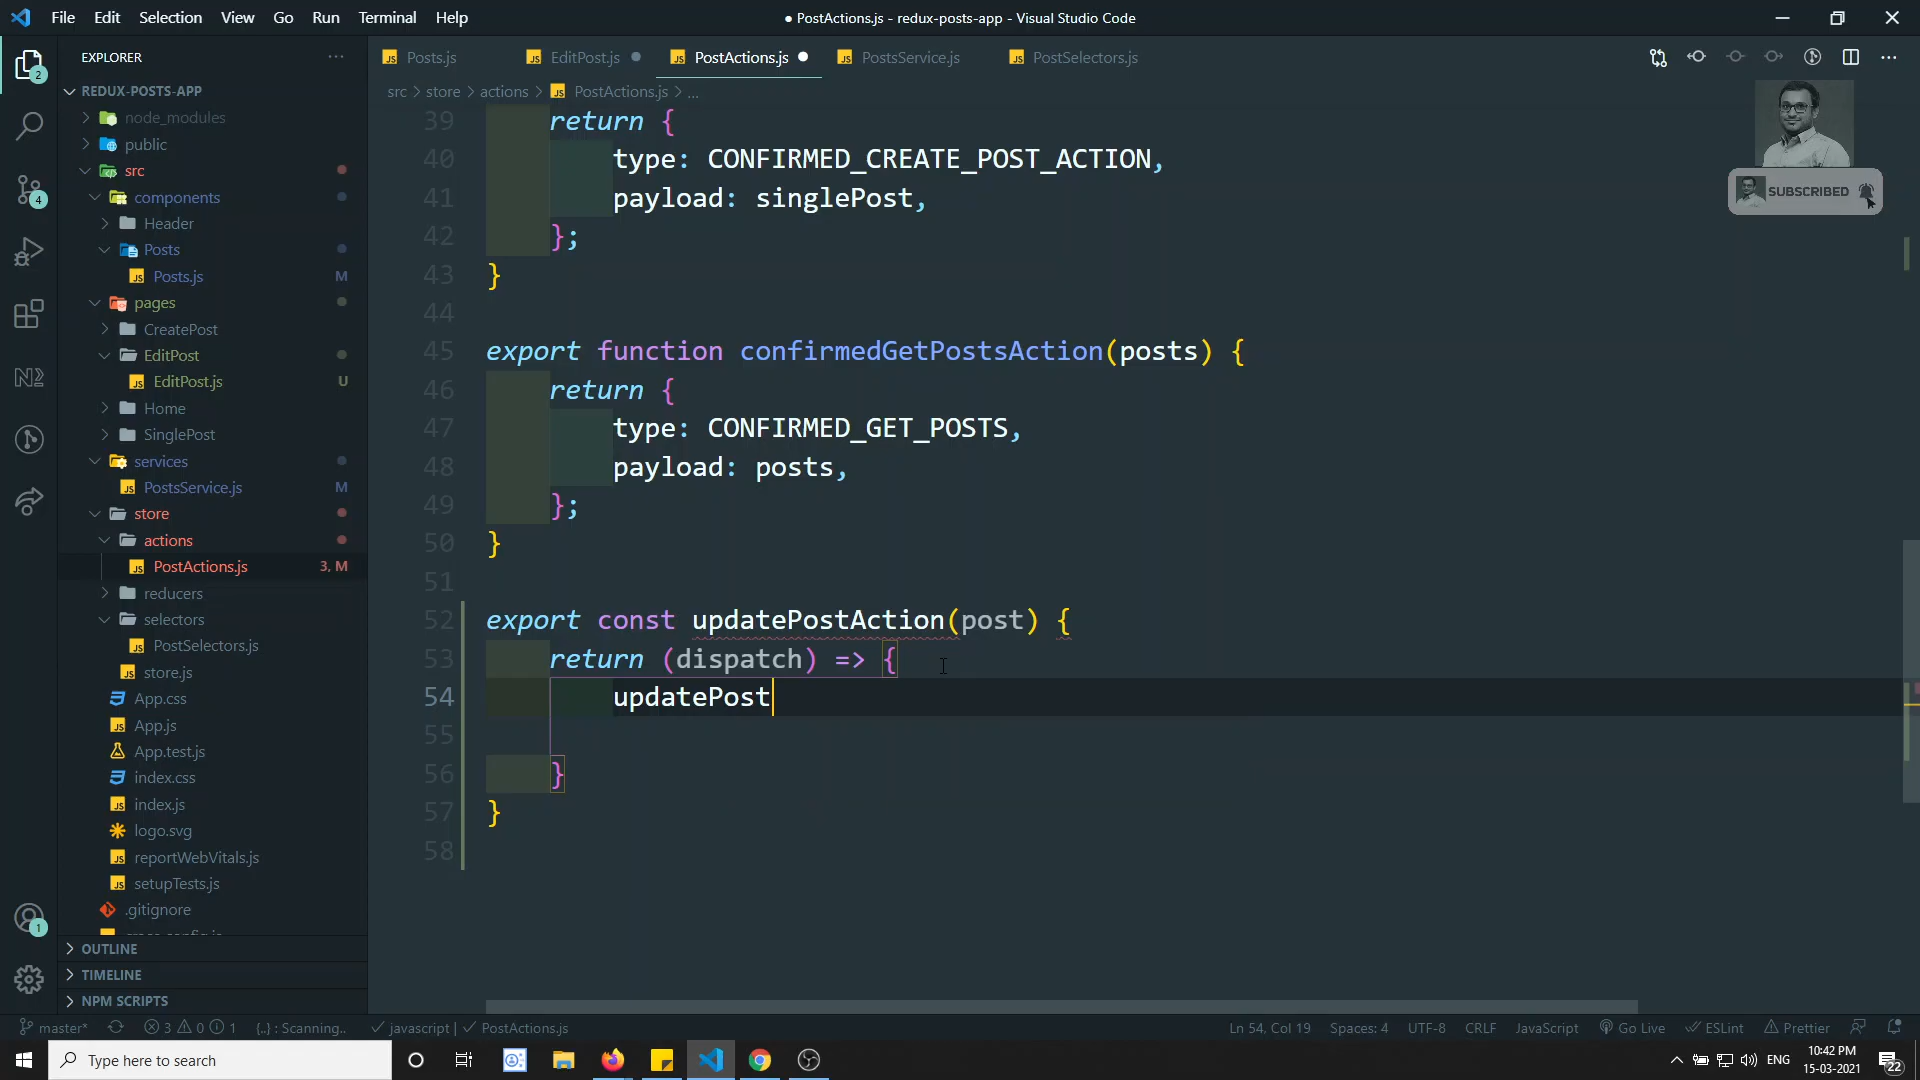 File Edit Selection View Go Run Terminal Help
● PostActions.js - redux-posts-app - Visual Studio Code
EXPLORER
Posts.js
EditPost.js
PostActions.js
PostsService.js
PostSelectors.js
REDUX-POSTS-APP
src > store > actions > PostActions.js > ...
node_modules
public
src
components
Header
Posts
Posts.js M
pages
CreatePost
EditPost
EditPost.js U
Home
SinglePost
services
PostsService.js M
store
actions
PostActions.js 3, M
reducers
selectors
PostSelectors.js
store.js
App.css
App.js
App.test.js
index.css
index.js
logo.svg
reportWebVitals.js
setupTests.js
.gitignore
OUTLINE
TIMELINE
NPM SCRIPTS
2
4
1
39 return {
40 type: CONFIRMED_CREATE_POST_ACTION,
41 payload: singlePost,
42 };
43 }
44
45 export function confirmedGetPostsAction(posts) {
46 return {
47 type: CONFIRMED_GET_POSTS,
48 payload: posts,
49 };
50 }
51
52 export const updatePostAction(post) {
53 return (dispatch) => {
54 updatePost
55
56 }
57 }
58
SUBSCRIBED
master* 3 0 1 {..} : Scanning.. javascript | PostActions.js
Ln 54, Col 19 Spaces: 4 UTF-8 CRLF JavaScript Go Live ESLint Prettier
Type here to search
ENG
10:42 PM
15-03-2021
22